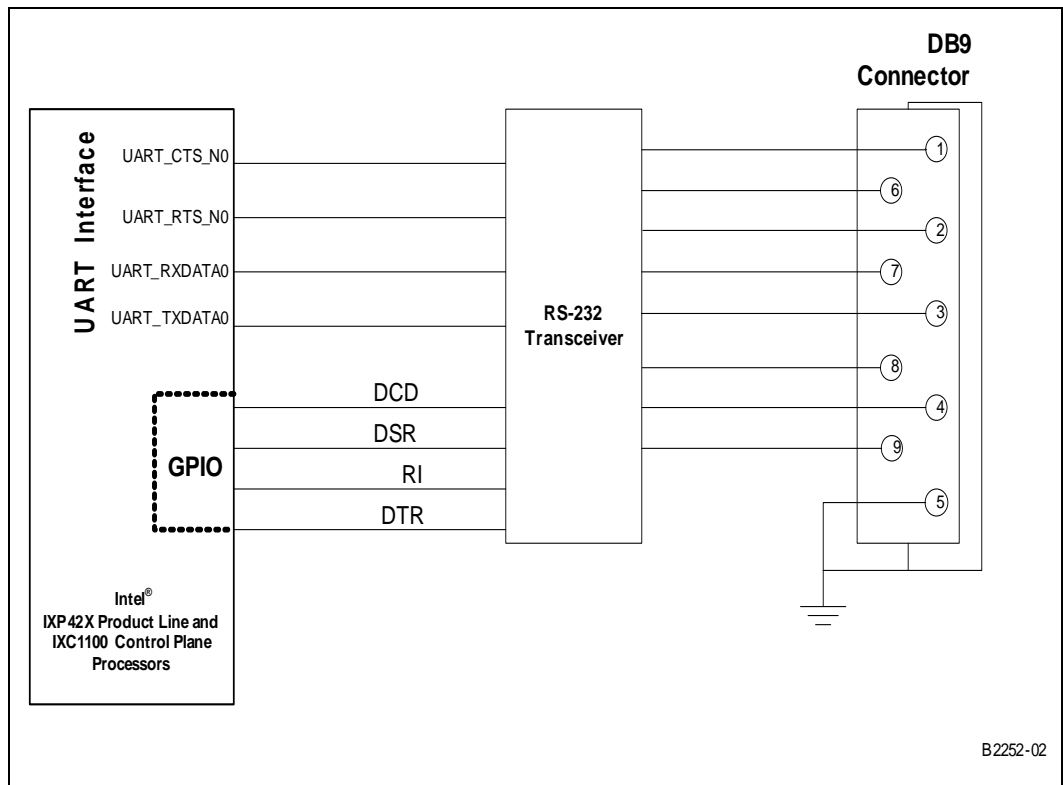 DB9
Connector
UART Interface
UART_CTS_N0
UART_RTS_N0
UART_RXDATA0
UART_TXDATA0
GPIO
DCD
DSR
RI
DTR
Intel®
IXP42X Product Line and
IXC1100 Control Plane
Processors
RS-232
Transceiver
1
6
2
7
3
8
4
9
5
B2252-02